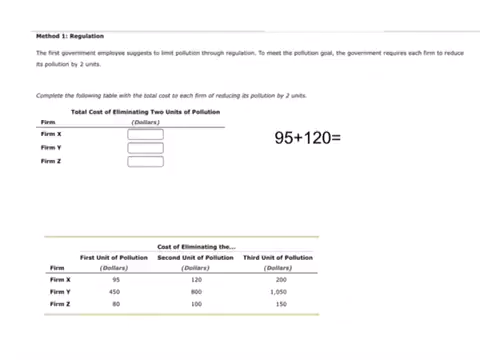 Method 1: Regulation
The first government employee suggests to limit pollution through regulation. To meet the pollution goal, the government requires each firm to reduce
its pollution by 2 units.
Complete the following table with the total cost to each firm of reducing its pollution by 2 units.
Total Cost of Eliminating Two Units of Pollution
Firm (Dollars)
Firm X
Firm Y
Firm Z
95+120=
Cost of Eliminating the...
First Unit of Pollution Second Unit of Pollution Third Unit of Pollution
Firm (Dollars) (Dollars) (Dollars)
Firm X 95 120 200
Firm Y 450 800 1,050
Firm Z 80 100 150